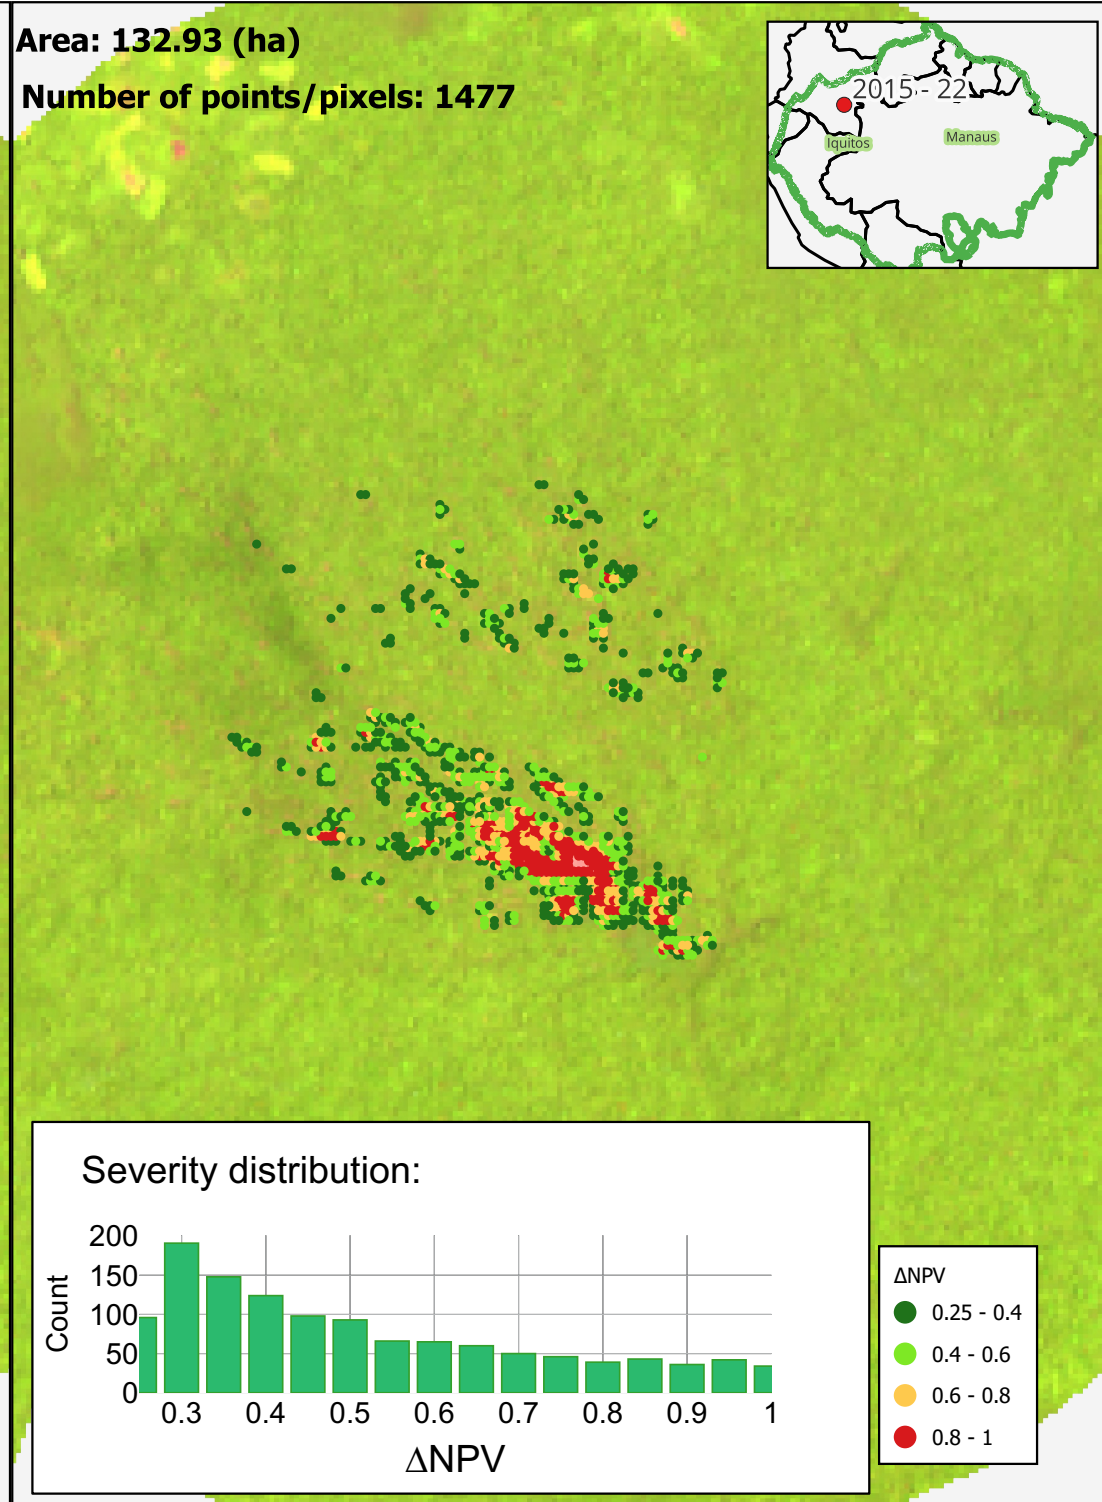 Area: 132.93 (ha)
Number of points/pixels: 1477
2015 - 22
Iquitos
Manaus
Severity distribution:
Count
200
150
100
50
0
0.3 0.4 0.5 0.6 0.7 0.8 0.9 1
ΔNPV
ΔNPV
0.25 - 0.4
0.4 - 0.6
0.6 - 0.8
0.8 - 1